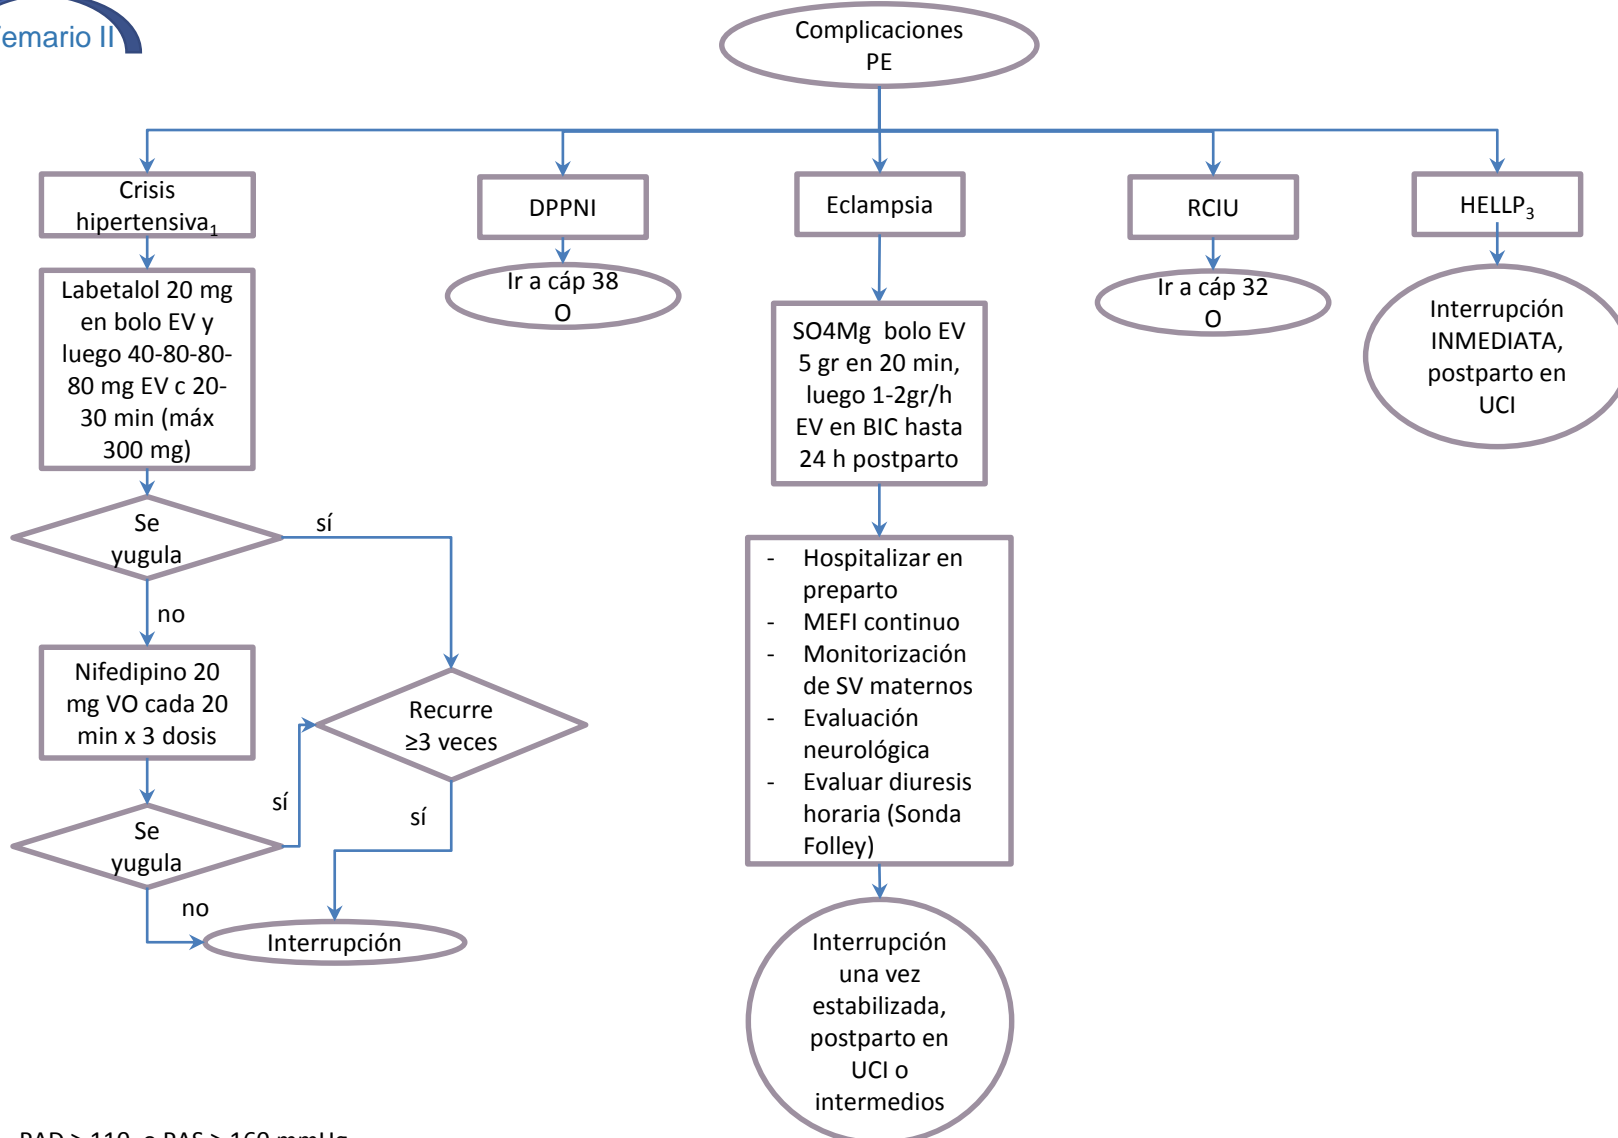 Temario II
Complicaciones
PE
Crisis
hipertensiva1
DPPNI
Eclampsia
RCIU
HELLP3
Labetalol 20 mg
en bolo EV y
luego 40-80-80-
80 mg EV c 20-
30 min (máx
300 mg)
Ir a cáp 38
O
SO4Mg bolo EV
5 gr en 20 min,
luego 1-2gr/h
EV en BIC hasta
24 h postparto
Ir a cáp 32
O
Interrupción
INMEDIATA,
postparto en
UCI
Se
yugula
sí
no
Nifedipino 20
mg VO cada 20
min x 3 dosis
Recurre
≥3 veces
sí
sí
Se
yugula
no
Interrupción
- Hospitalizar en
preparto
- MEFI continuo
- Monitorización
de SV maternos
- Evaluación
neurológica
- Evaluar diuresis
horaria (Sonda
Folley)
Interrupción
una vez
estabilizada,
postparto en
UCI o
intermedios